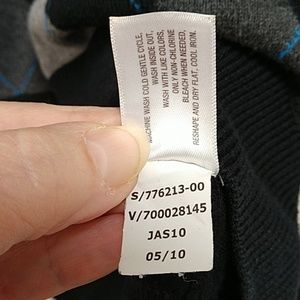 MACHINE WASH COLD GENTLE CYCLE,
WASH INSIDE OUT,
WASH WITH LIKE COLORS,
ONLY NON-CHLORINE
BLEACH WHEN NEEDED,
RESHAPE AND DRY FLAT, COOL IRON.
S/776213-00
V/700028145
JAS10
05/10